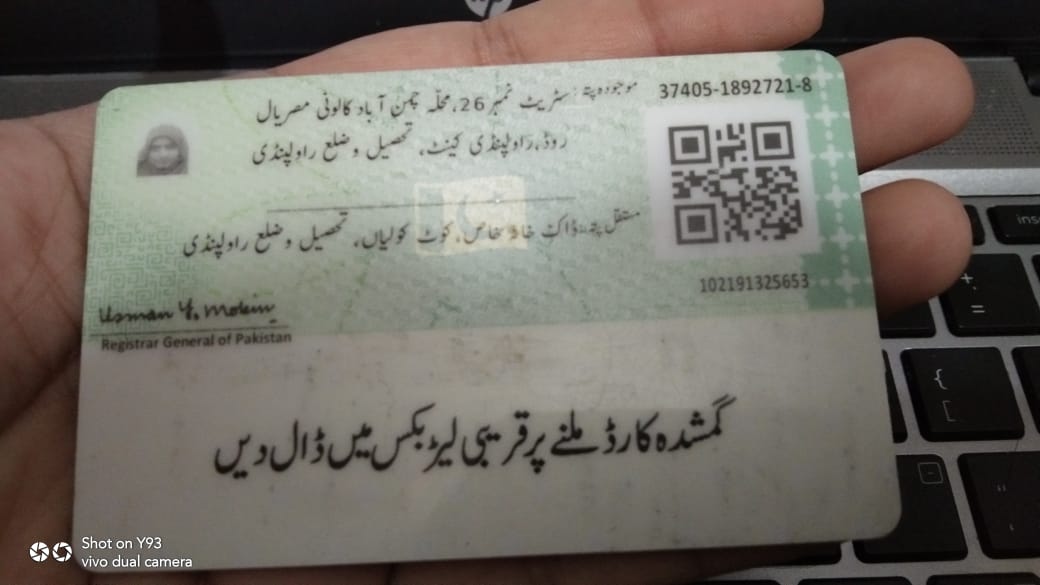 موجودہ پتہ: سٹریٹ نمبر 26، محلہ چمن آباد کالونی مصریال
روڈ، راولپنڈی کینٹ، تحصیل و ضلع راولپنڈی
37405-1892721-8
مستقل پتہ: ڈاک خانہ خاص، کوٹ کولیاں، تحصیل و ضلع راولپنڈی
102191325653
Usman Y. Mobin
Registrar General of Pakistan
گمشدہ کارڈ ملنے پر قریبی لیٹر بکس میں ڈال دیں
Shot on Y93
vivo dual camera
hp
ins
+
=
{
[
"